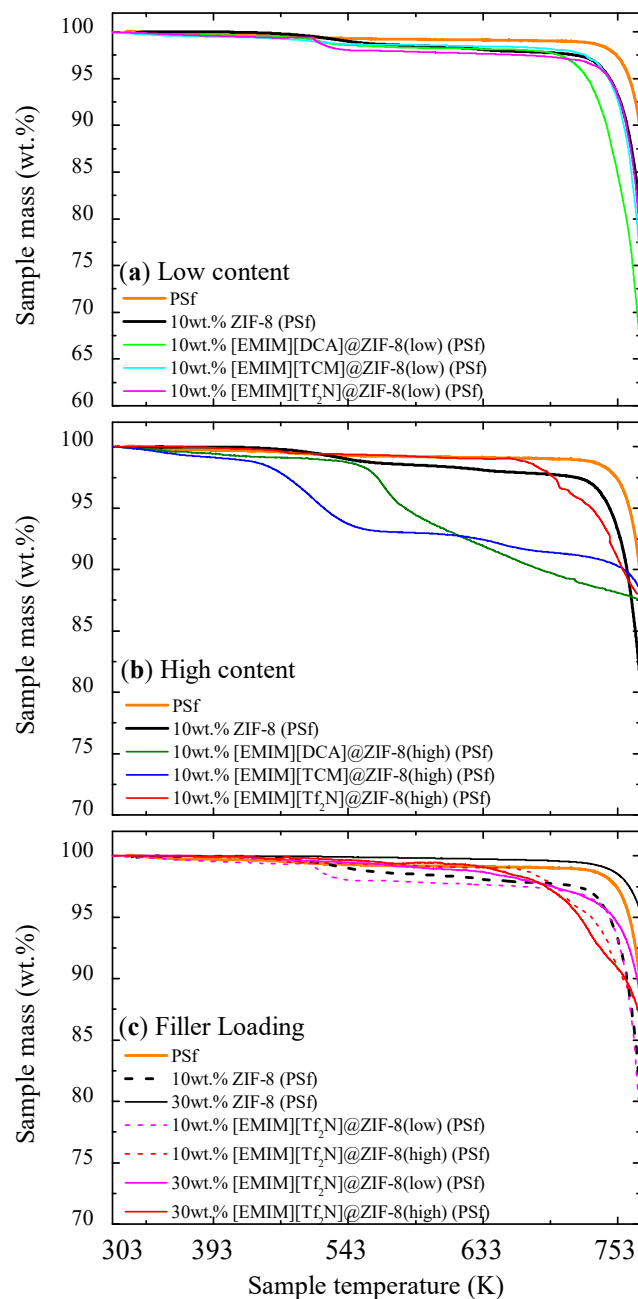 100
95
90
85
80
75
70
65
60
Sample mass (wt.%)
(a) Low content
PSf
10wt.% ZIF-8 (PSf)
10wt.% [EMIM][DCA]@ZIF-8(low) (PSf)
10wt.% [EMIM][TCM]@ZIF-8(low) (PSf)
10wt.% [EMIM][Tf₂N]@ZIF-8(low) (PSf)
100
95
90
85
80
75
70
Sample mass (wt.%)
(b) High content
PSf
10wt.% ZIF-8 (PSf)
10wt.% [EMIM][DCA]@ZIF-8(high) (PSf)
10wt.% [EMIM][TCM]@ZIF-8(high) (PSf)
10wt.% [EMIM][Tf₂N]@ZIF-8(high) (PSf)
100
95
90
85
80
75
70
Sample mass (wt.%)
(c) Filler Loading
PSf
10wt.% ZIF-8 (PSf)
30wt.% ZIF-8 (PSf)
10wt.% [EMIM][Tf₂N]@ZIF-8(low) (PSf)
10wt.% [EMIM][Tf₂N]@ZIF-8(high) (PSf)
30wt.% [EMIM][Tf₂N]@ZIF-8(low) (PSf)
30wt.% [EMIM][Tf₂N]@ZIF-8(high) (PSf)
303 393 543 633 753
Sample temperature (K)